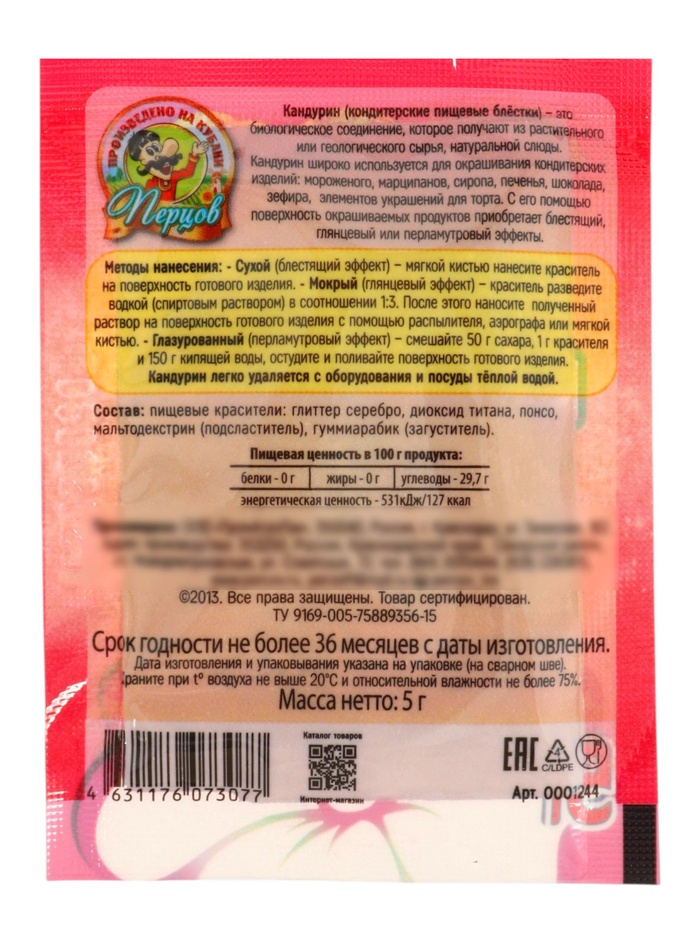 ПРОИЗВЕДЕНО НА КУБАНИ
Перцов
Кандурин (кондитерские пищевые блёстки) – это
биологическое соединение, которое получают из растительного
или геологического сырья, натуральной слюды.
Кандурин широко используется для окрашивания кондитерских
изделий: мороженого, марципанов, сиропа, печенья, шоколада,
зефира, элементов украшений для торта. С его помощью
поверхность окрашиваемых продуктов приобретает блестящий,
глянцевый или перламутровый эффекты.
Методы нанесения: - Сухой (блестящий эффект) – мягкой кистью нанесите краситель
на поверхность готового изделия. - Мокрый (глянцевый эффект) – краситель разведите
водкой (спиртовым раствором) в соотношении 1:3. После этого наносите полученный
раствор на поверхность готового изделия с помощью распылителя, аэрографа или мягкой
кистью. - Глазурованный (перламутровый эффект) – смешайте 50 г сахара, 1 г красителя
и 150 г кипящей воды, остудите и поливайте поверхность готового изделия.
Кандурин легко удаляется с оборудования и посуды тёплой водой.
Состав: пищевые красители: глиттер серебро, диоксид титана, понсо,
мальтодекстрин (подсластитель), гуммиарабик (загуститель).
Пищевая ценность в 100 г продукта:
белки - 0 г жиры - 0 г углеводы - 29,7 г
энергетическая ценность - 531кДж/127 ккал
©2013. Все права защищены. Товар сертифицирован.
ТУ 9169-005-75889356-15
Срок годности не более 36 месяцев с даты изготовления.
Дата изготовления и упаковывания указана на упаковке (на сварном шве).
Храните при t° воздуха не выше 20°С и относительной влажности не более 75%.
Масса нетто: 5 г
Каталог товаров
Интернет-магазин
4 631176 073077
ЕАС
4
C/LDPE
Арт. 0001244